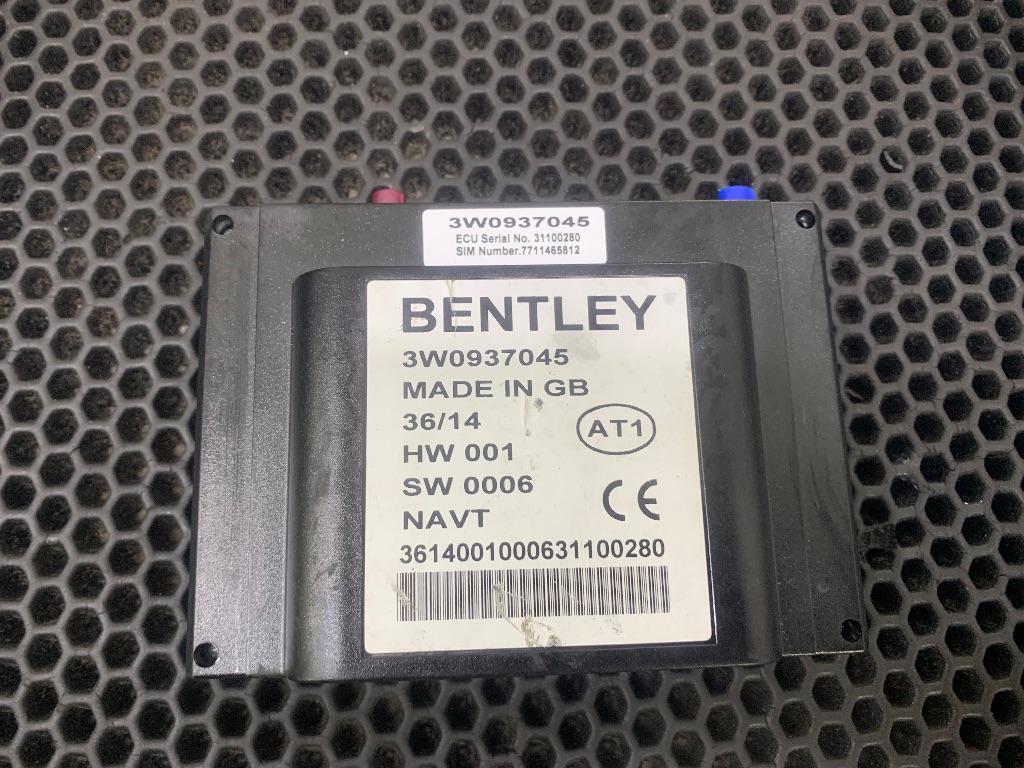 3W0937045
ECU Serial No. 31100280
SIM Number.7711465812
BENTLEY
3W0937045
MADE IN GB
36/14
AT1
HW 001
SW 0006
CE
NAVT
3614001000631100280